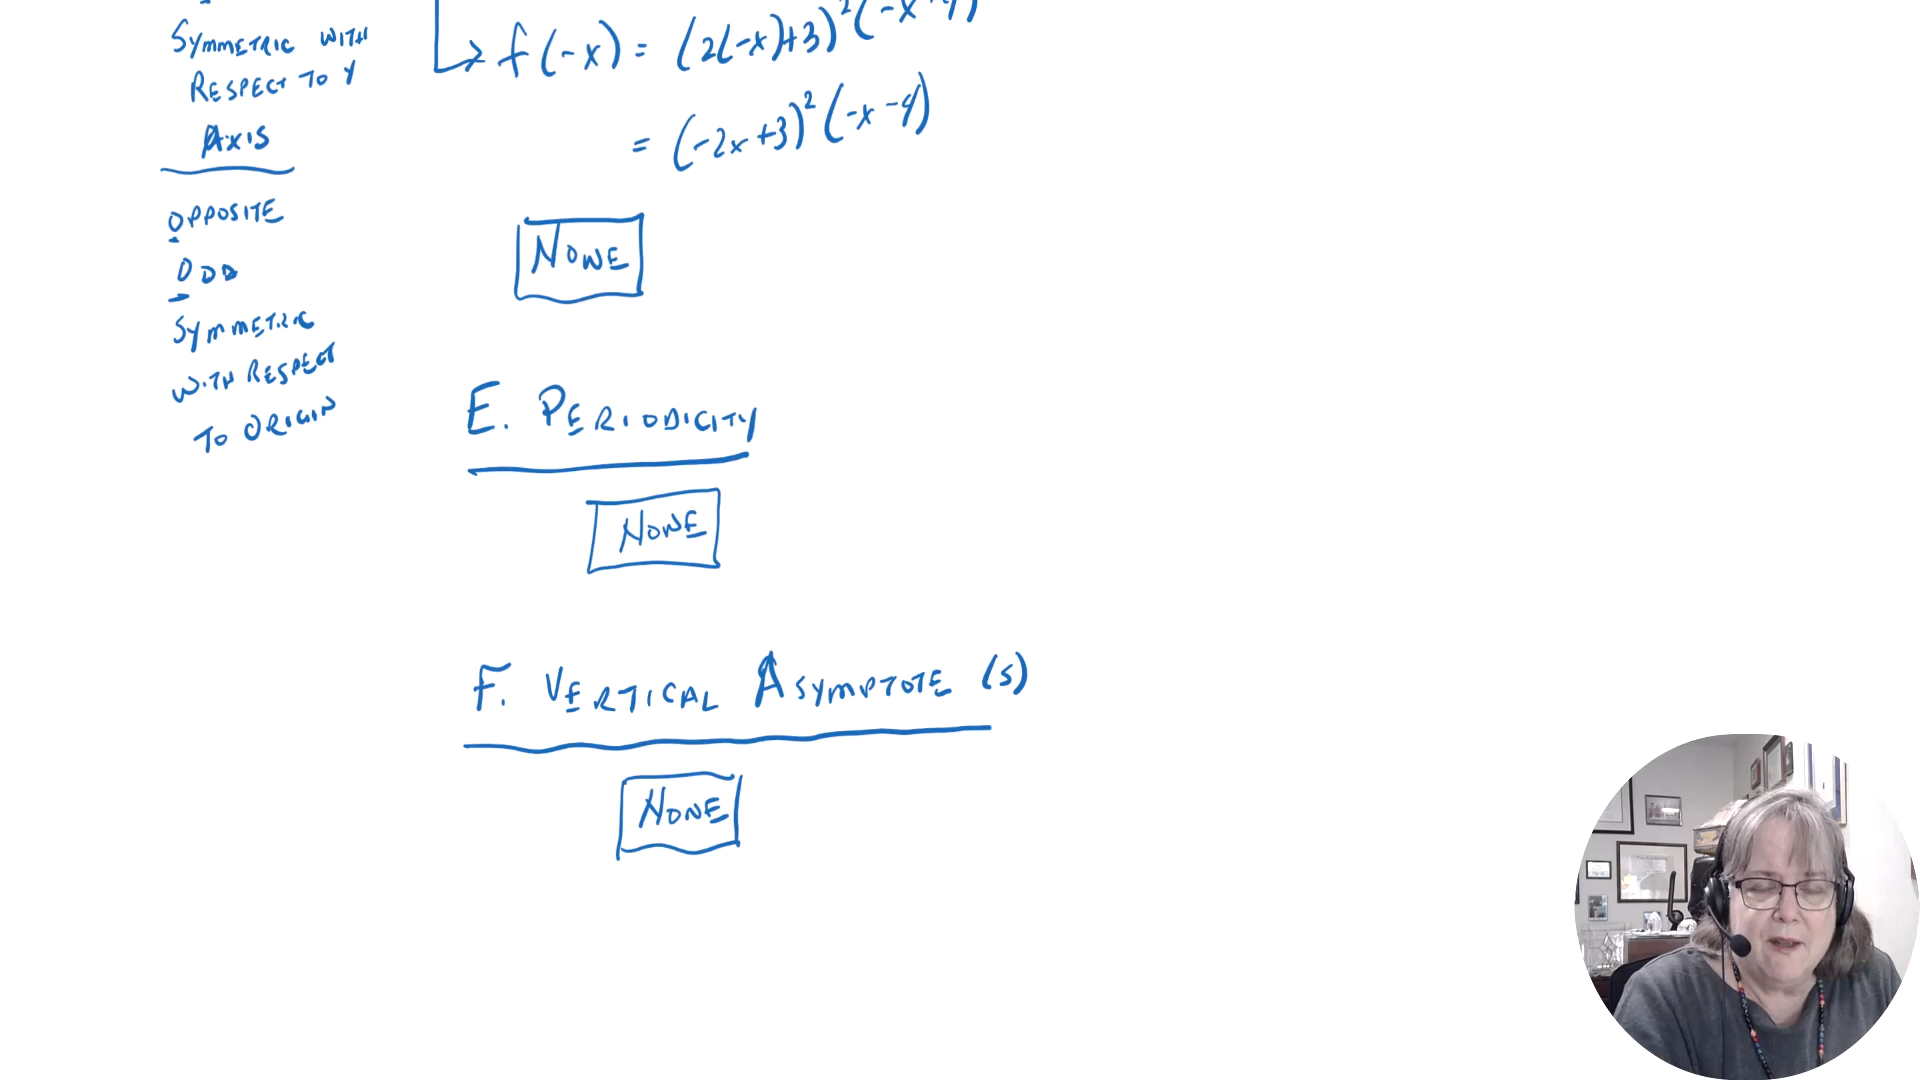 SYMMETRIC WITH
RESPECT TO Y
AXIS
OPPOSITE
ODD
SYMMETRIC
WITH RESPECT
TO ORIGIN
f(-x) = (2(-x)+3)²(-x-4)
= (-2x+3)²(-x-4)
NONE
E. PERIODICITY
NONE
F. VERTICAL ASYMPTOTE (S)
NONE